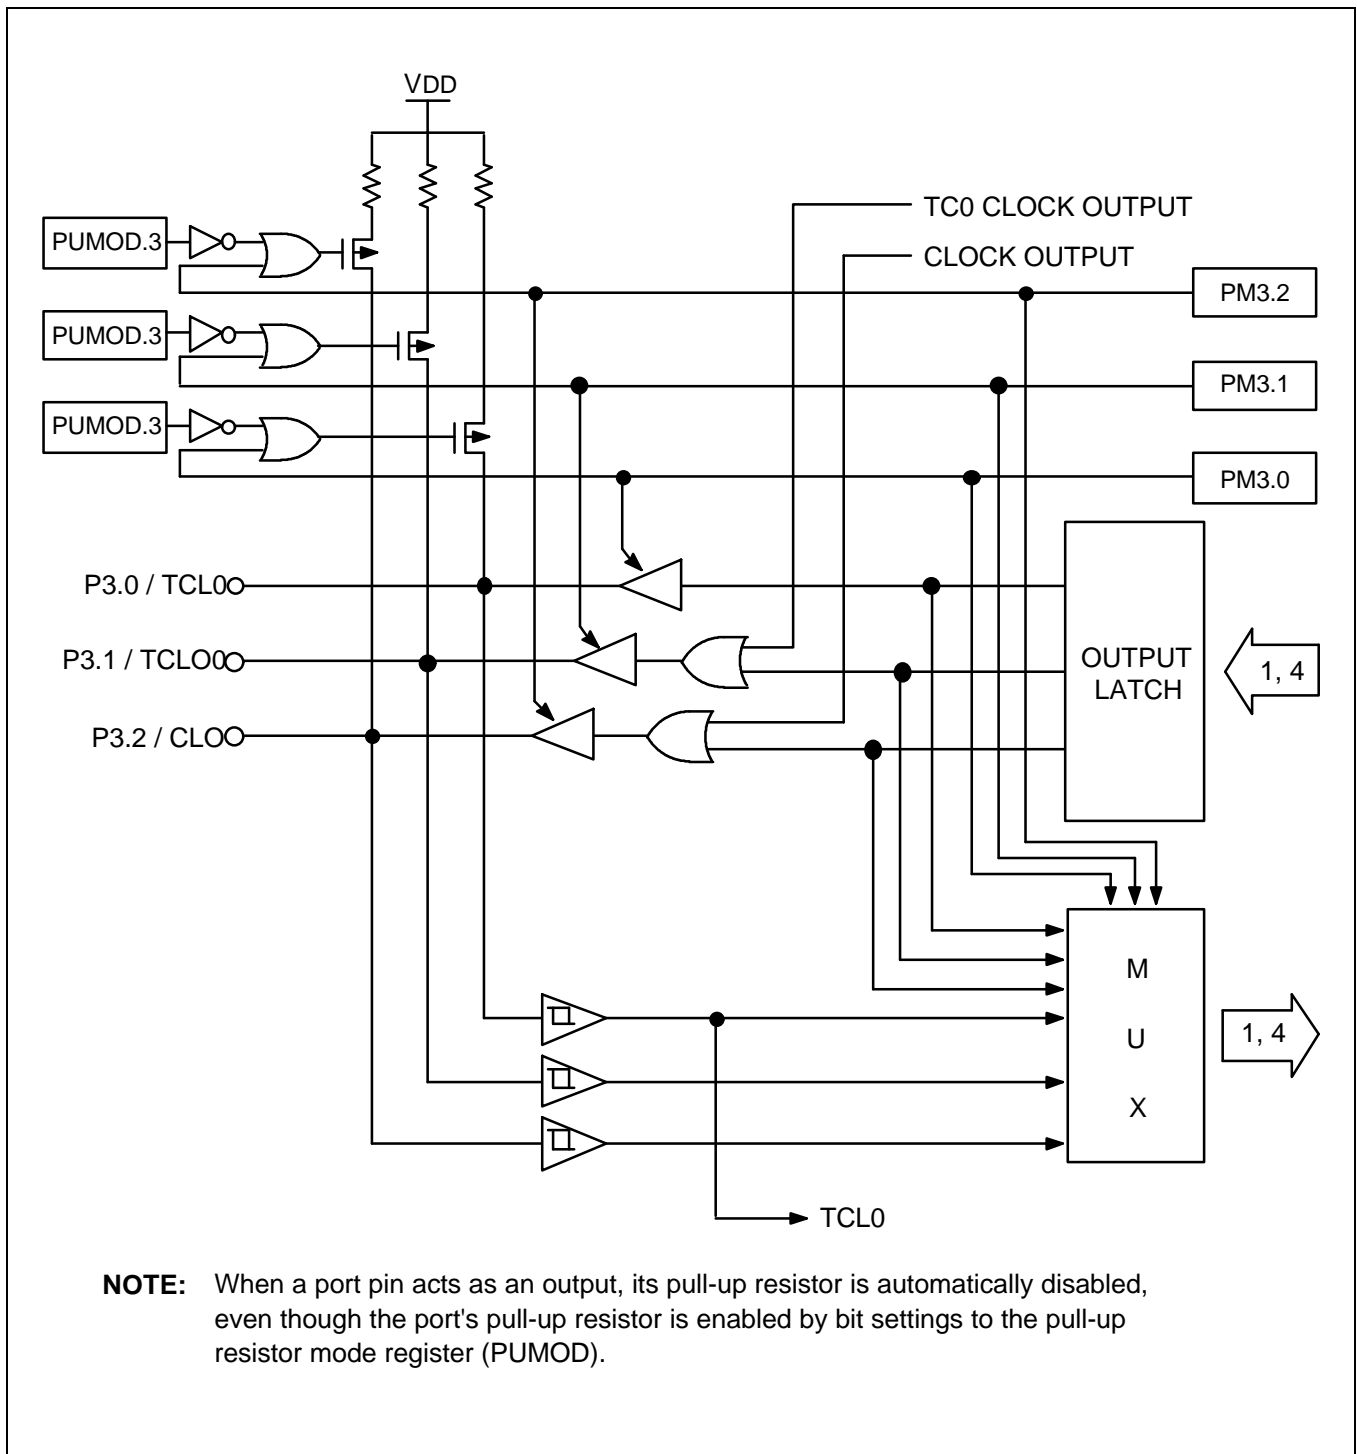 VDD
TC0 CLOCK OUTPUT
CLOCK OUTPUT
PUMOD.3
PM3.2
PUMOD.3
PM3.1
PUMOD.3
PM3.0
P3.0 / TCL0
P3.1 / TCLO0
P3.2 / CLO
OUTPUT
LATCH
1, 4
M
U
X
1, 4
TCL0
NOTE: When a port pin acts as an output, its pull-up resistor is automatically disabled,
even though the port's pull-up resistor is enabled by bit settings to the pull-up
resistor mode register (PUMOD).